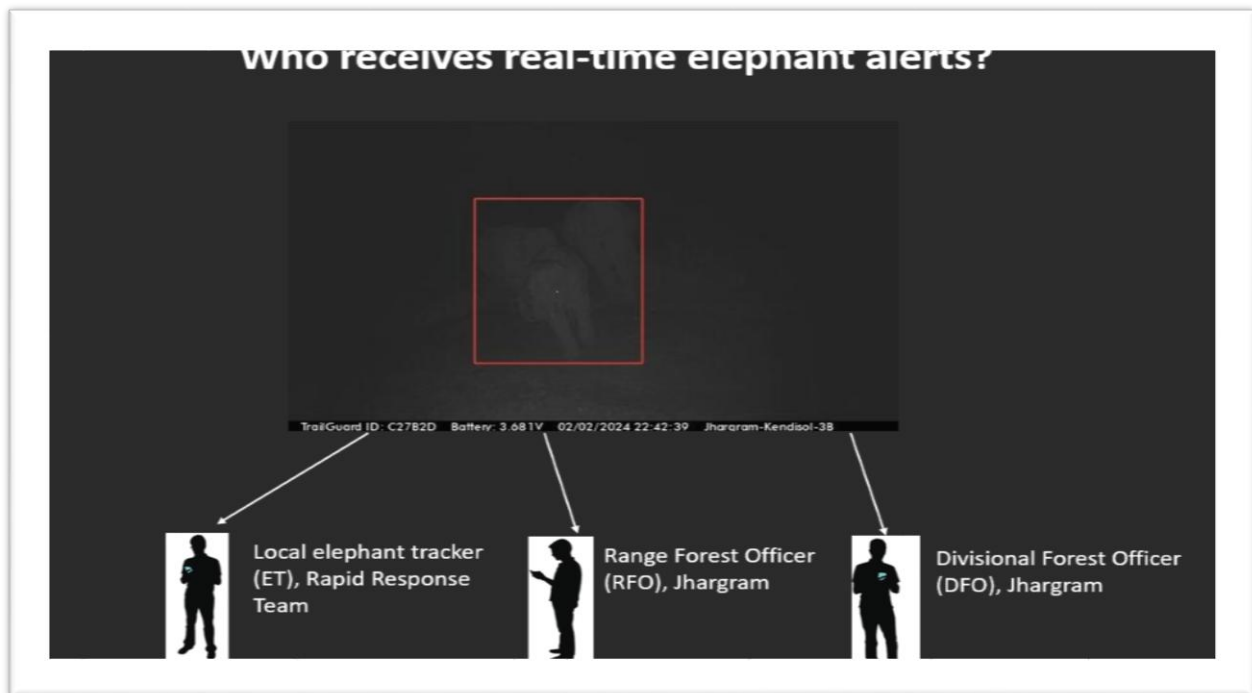 Who receives real-time elephant alerts?
TrailGuard ID: C27B2D Battery: 3.681V 02/02/2024 22:42:39 Jhargram-Kendisol-3B
Local elephant tracker
(ET), Rapid Response
Team
Range Forest Officer
(RFO), Jhargram
Divisional Forest Officer
(DFO), Jhargram